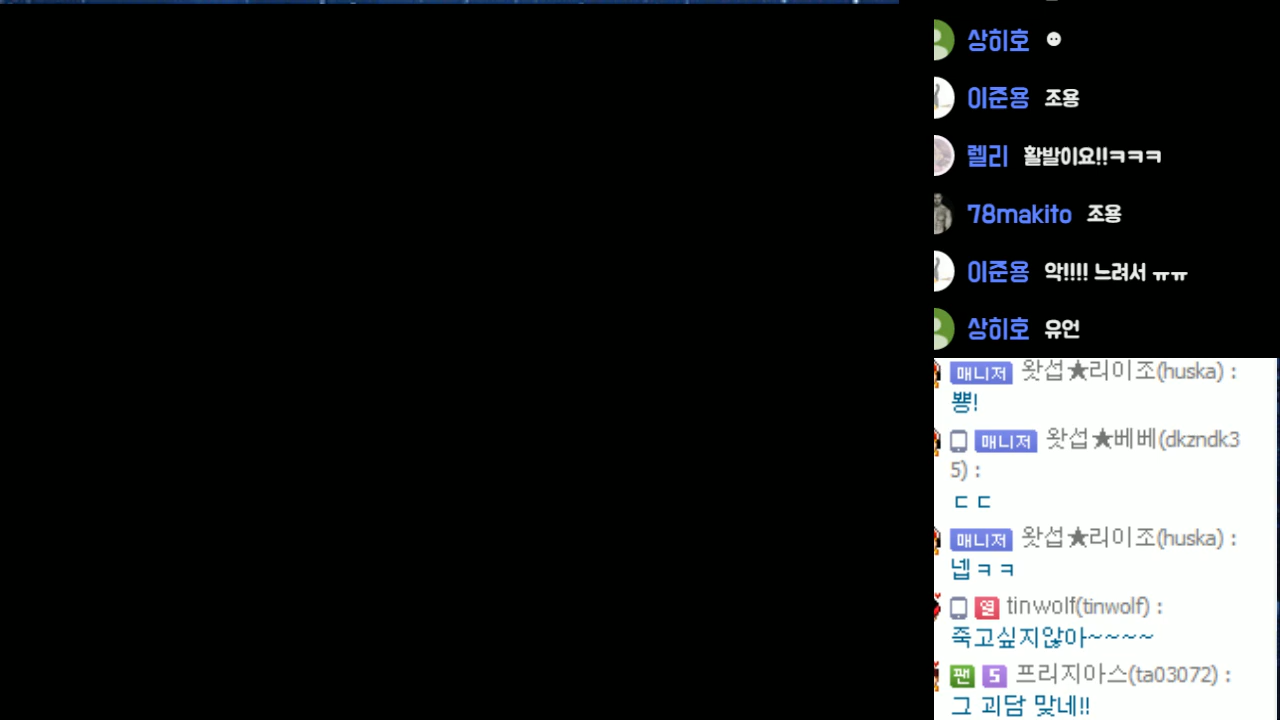 상히호
이준용 조용
렐리 활발이요!!ㅋㅋㅋ
78makito 조용
이준용 악!!!! 느려서 ㅠㅠ
상히호 유언
매니저 왓섭★리이조(huska) :
뿅!
매니저 왓섭★베베(dkzndk3
5) :
ㄷㄷ
매니저 왓섭★리이조(huska) :
넵ㅋㅋ
열 tinwolf(tinwolf) :
죽고싶지않아~~~~
팬 5 프리지아스(ta03072) :
그 괴담 맞네!!